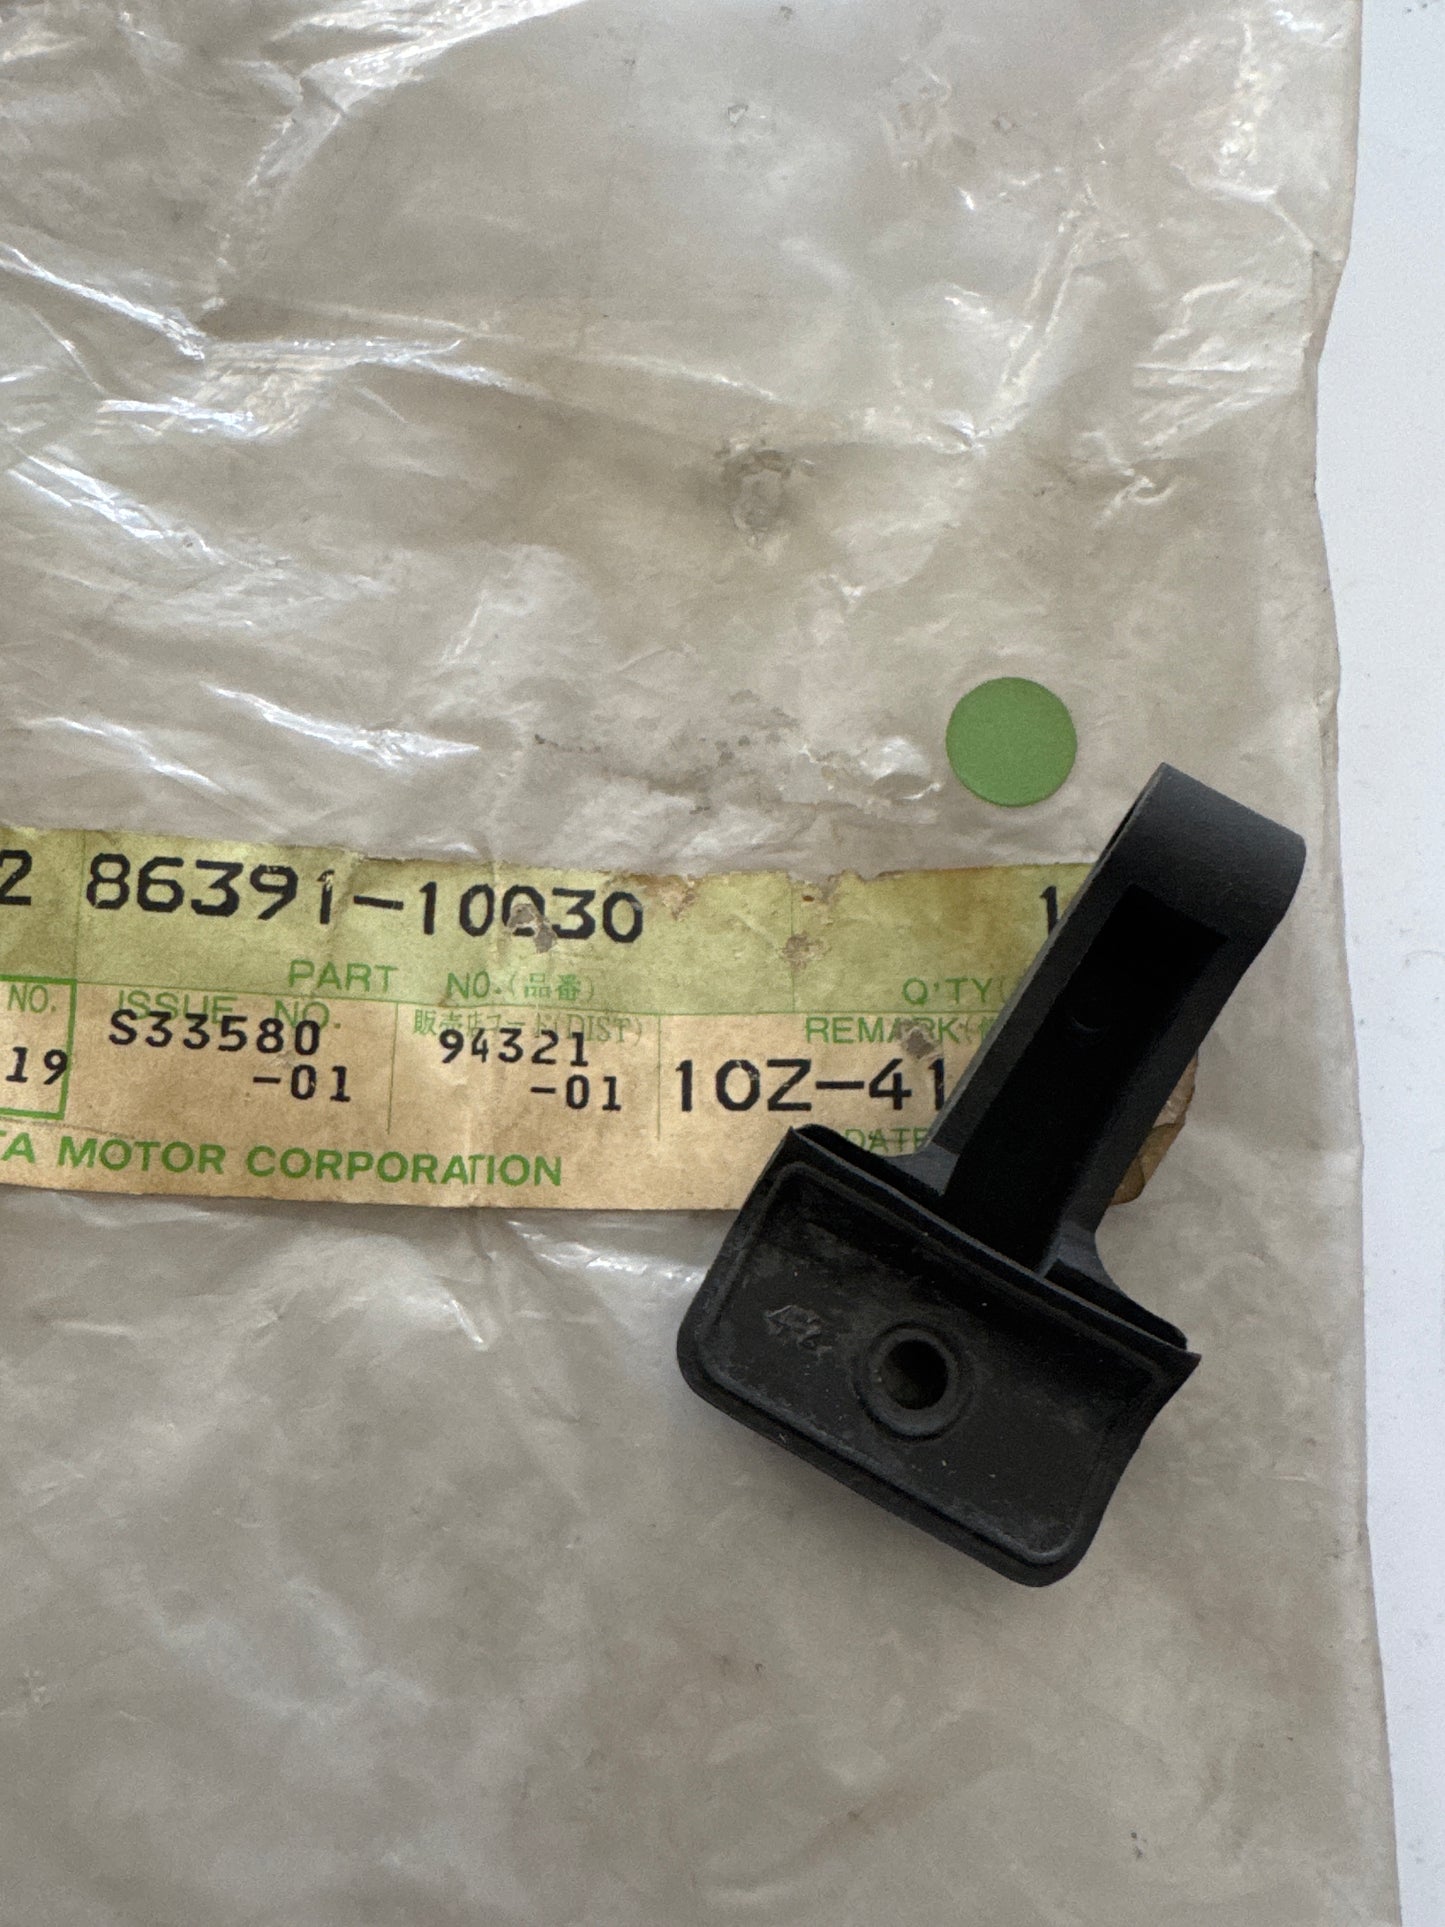 2 86391-10030 1
PART NO.(品番) Q'TY(
NO. ISSUE NO. 販売店コード(DIST) REMARK(
S33580 94321
19 -01 -01 10Z-41
DATE
TA MOTOR CORPORATION